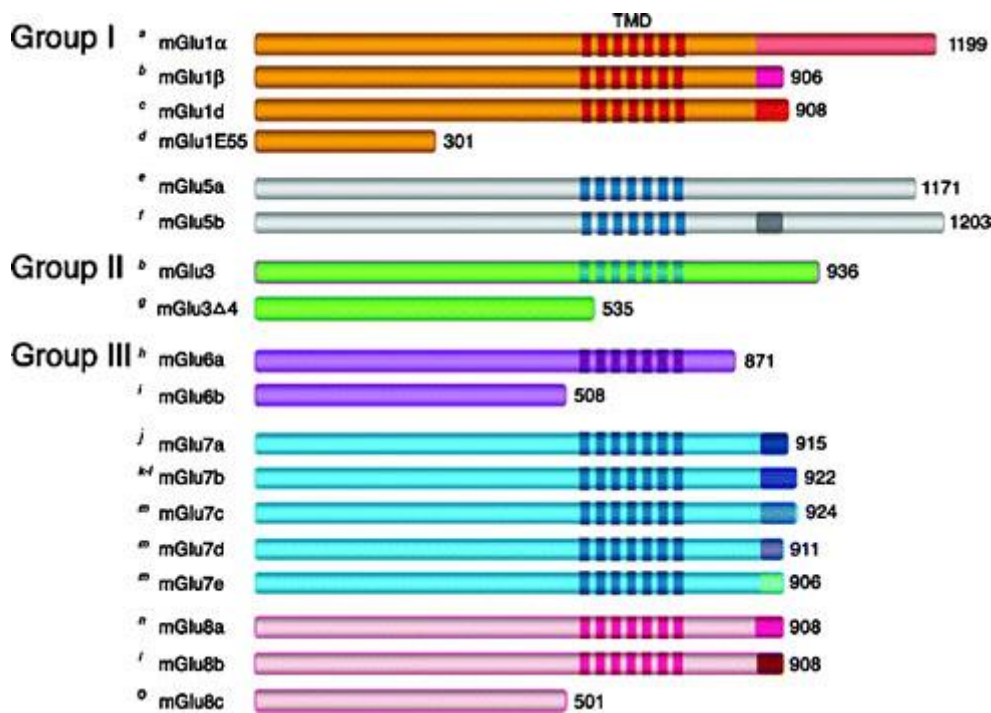 TMD
Group I a mGlu1α 1199
b mGlu1β 906
c mGlu1d 908
d mGlu1E55 301
e mGlu5a 1171
f mGlu5b 1203
Group II b mGlu3 936
g mGlu3Δ4 535
Group III h mGlu6a 871
i mGlu6b 508
j mGlu7a 915
k-l mGlu7b 922
m mGlu7c 924
m mGlu7d 911
m mGlu7e 906
n mGlu8a 908
l mGlu8b 908
o mGlu8c 501